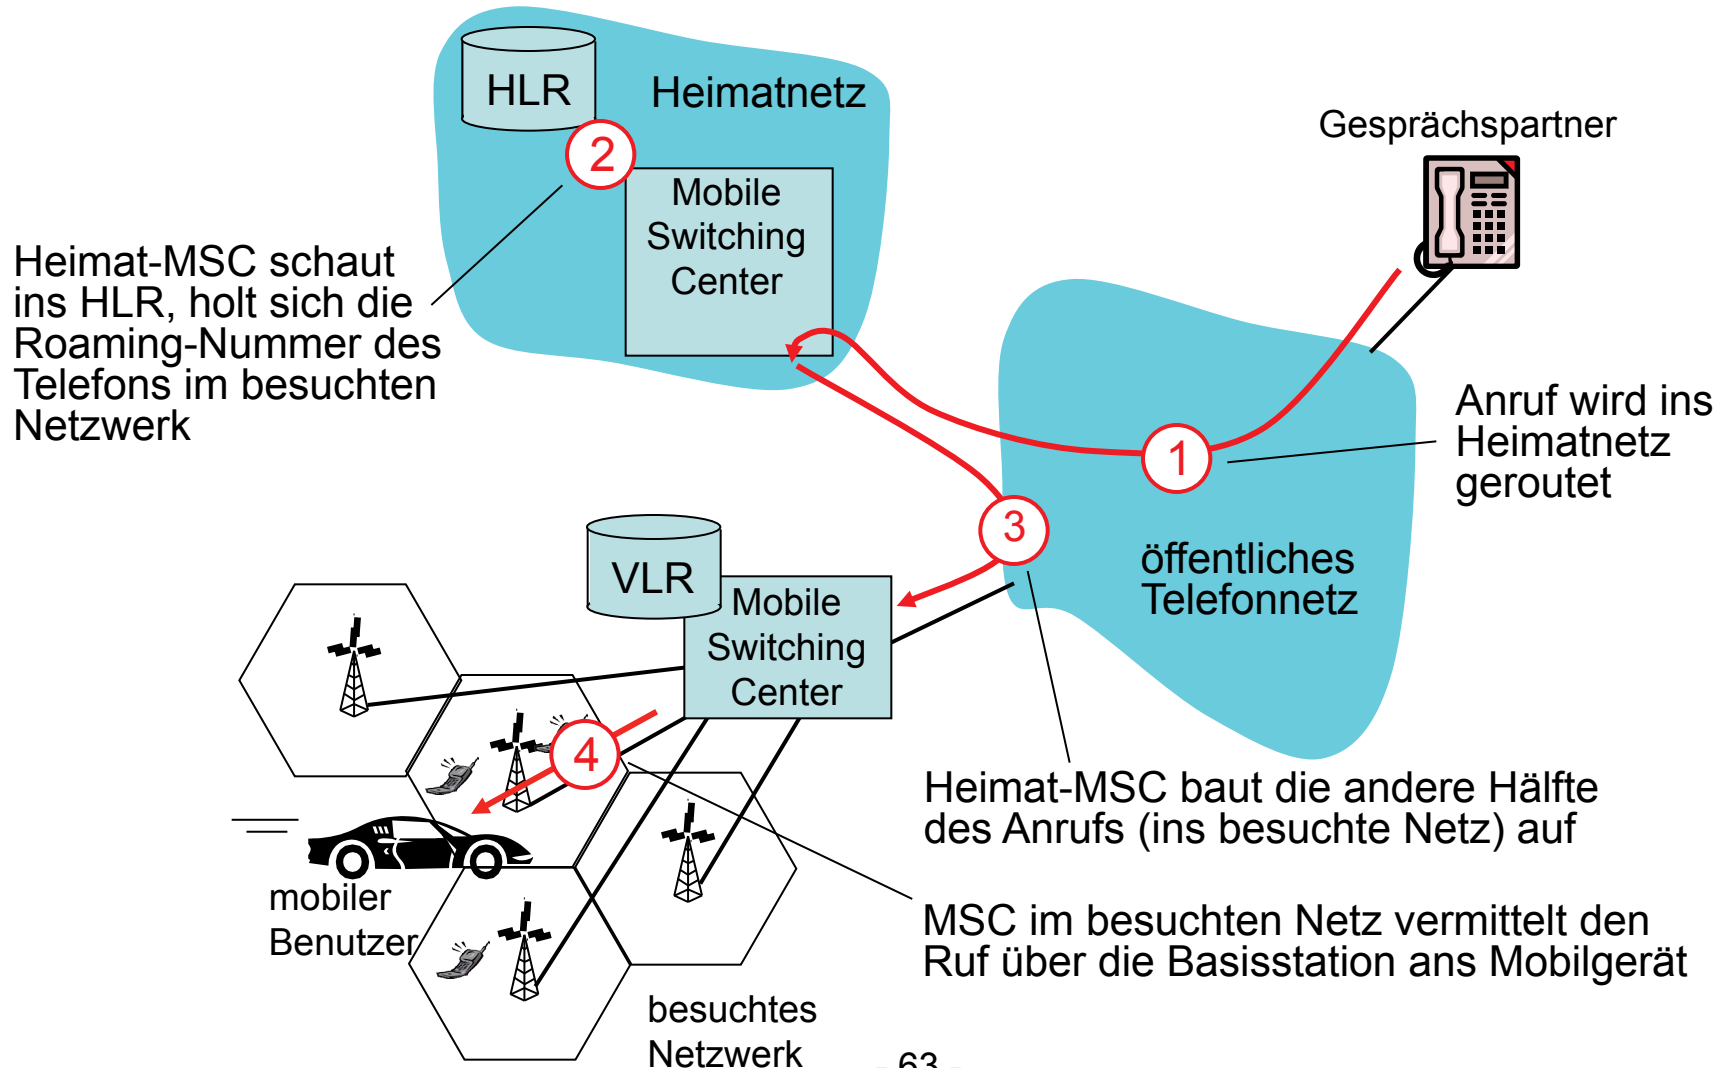 HLR
Heimatnetz
2
Mobile
Switching
Center
Gesprächspartner
Heimat-MSC schaut
ins HLR, holt sich die
Roaming-Nummer des
Telefons im besuchten
Netzwerk
1
Anruf wird ins
Heimatnetz
geroutet
3
öffentliches
Telefonnetz
VLR
Mobile
Switching
Center
4
Heimat-MSC baut die andere Hälfte
des Anrufs (ins besuchte Netz) auf
mobiler
Benutzer
MSC im besuchten Netz vermittelt den
Ruf über die Basisstation ans Mobilgerät
besuchtes
Netzwerk
- 63 -